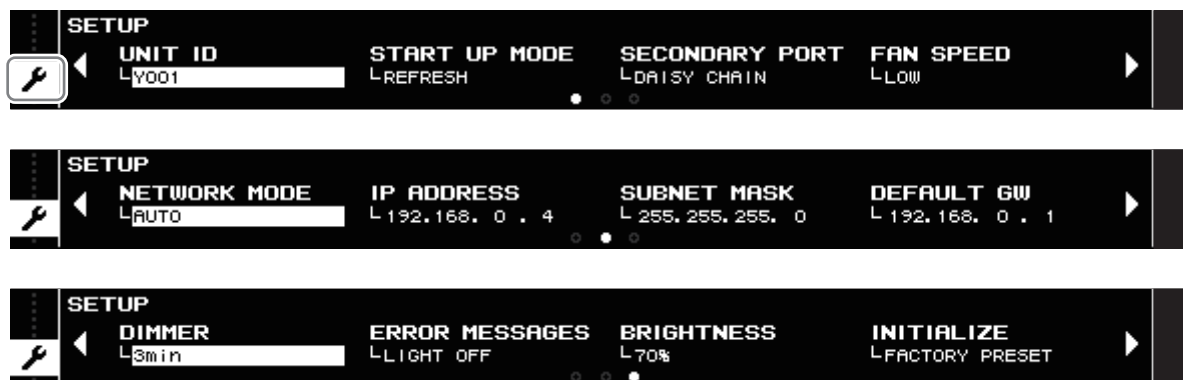 SETUP
UNIT ID START UP MODE SECONDARY PORT FAN SPEED
Y001 REFRESH DAISY CHAIN LOW
SETUP
NETWORK MODE IP ADDRESS SUBNET MASK DEFAULT GW
AUTO 192.168. 0 . 4 255.255.255. 0 192.168. 0 . 1
SETUP
DIMMER ERROR MESSAGES BRIGHTNESS INITIALIZE
3min LIGHT OFF 70% FACTORY PRESET